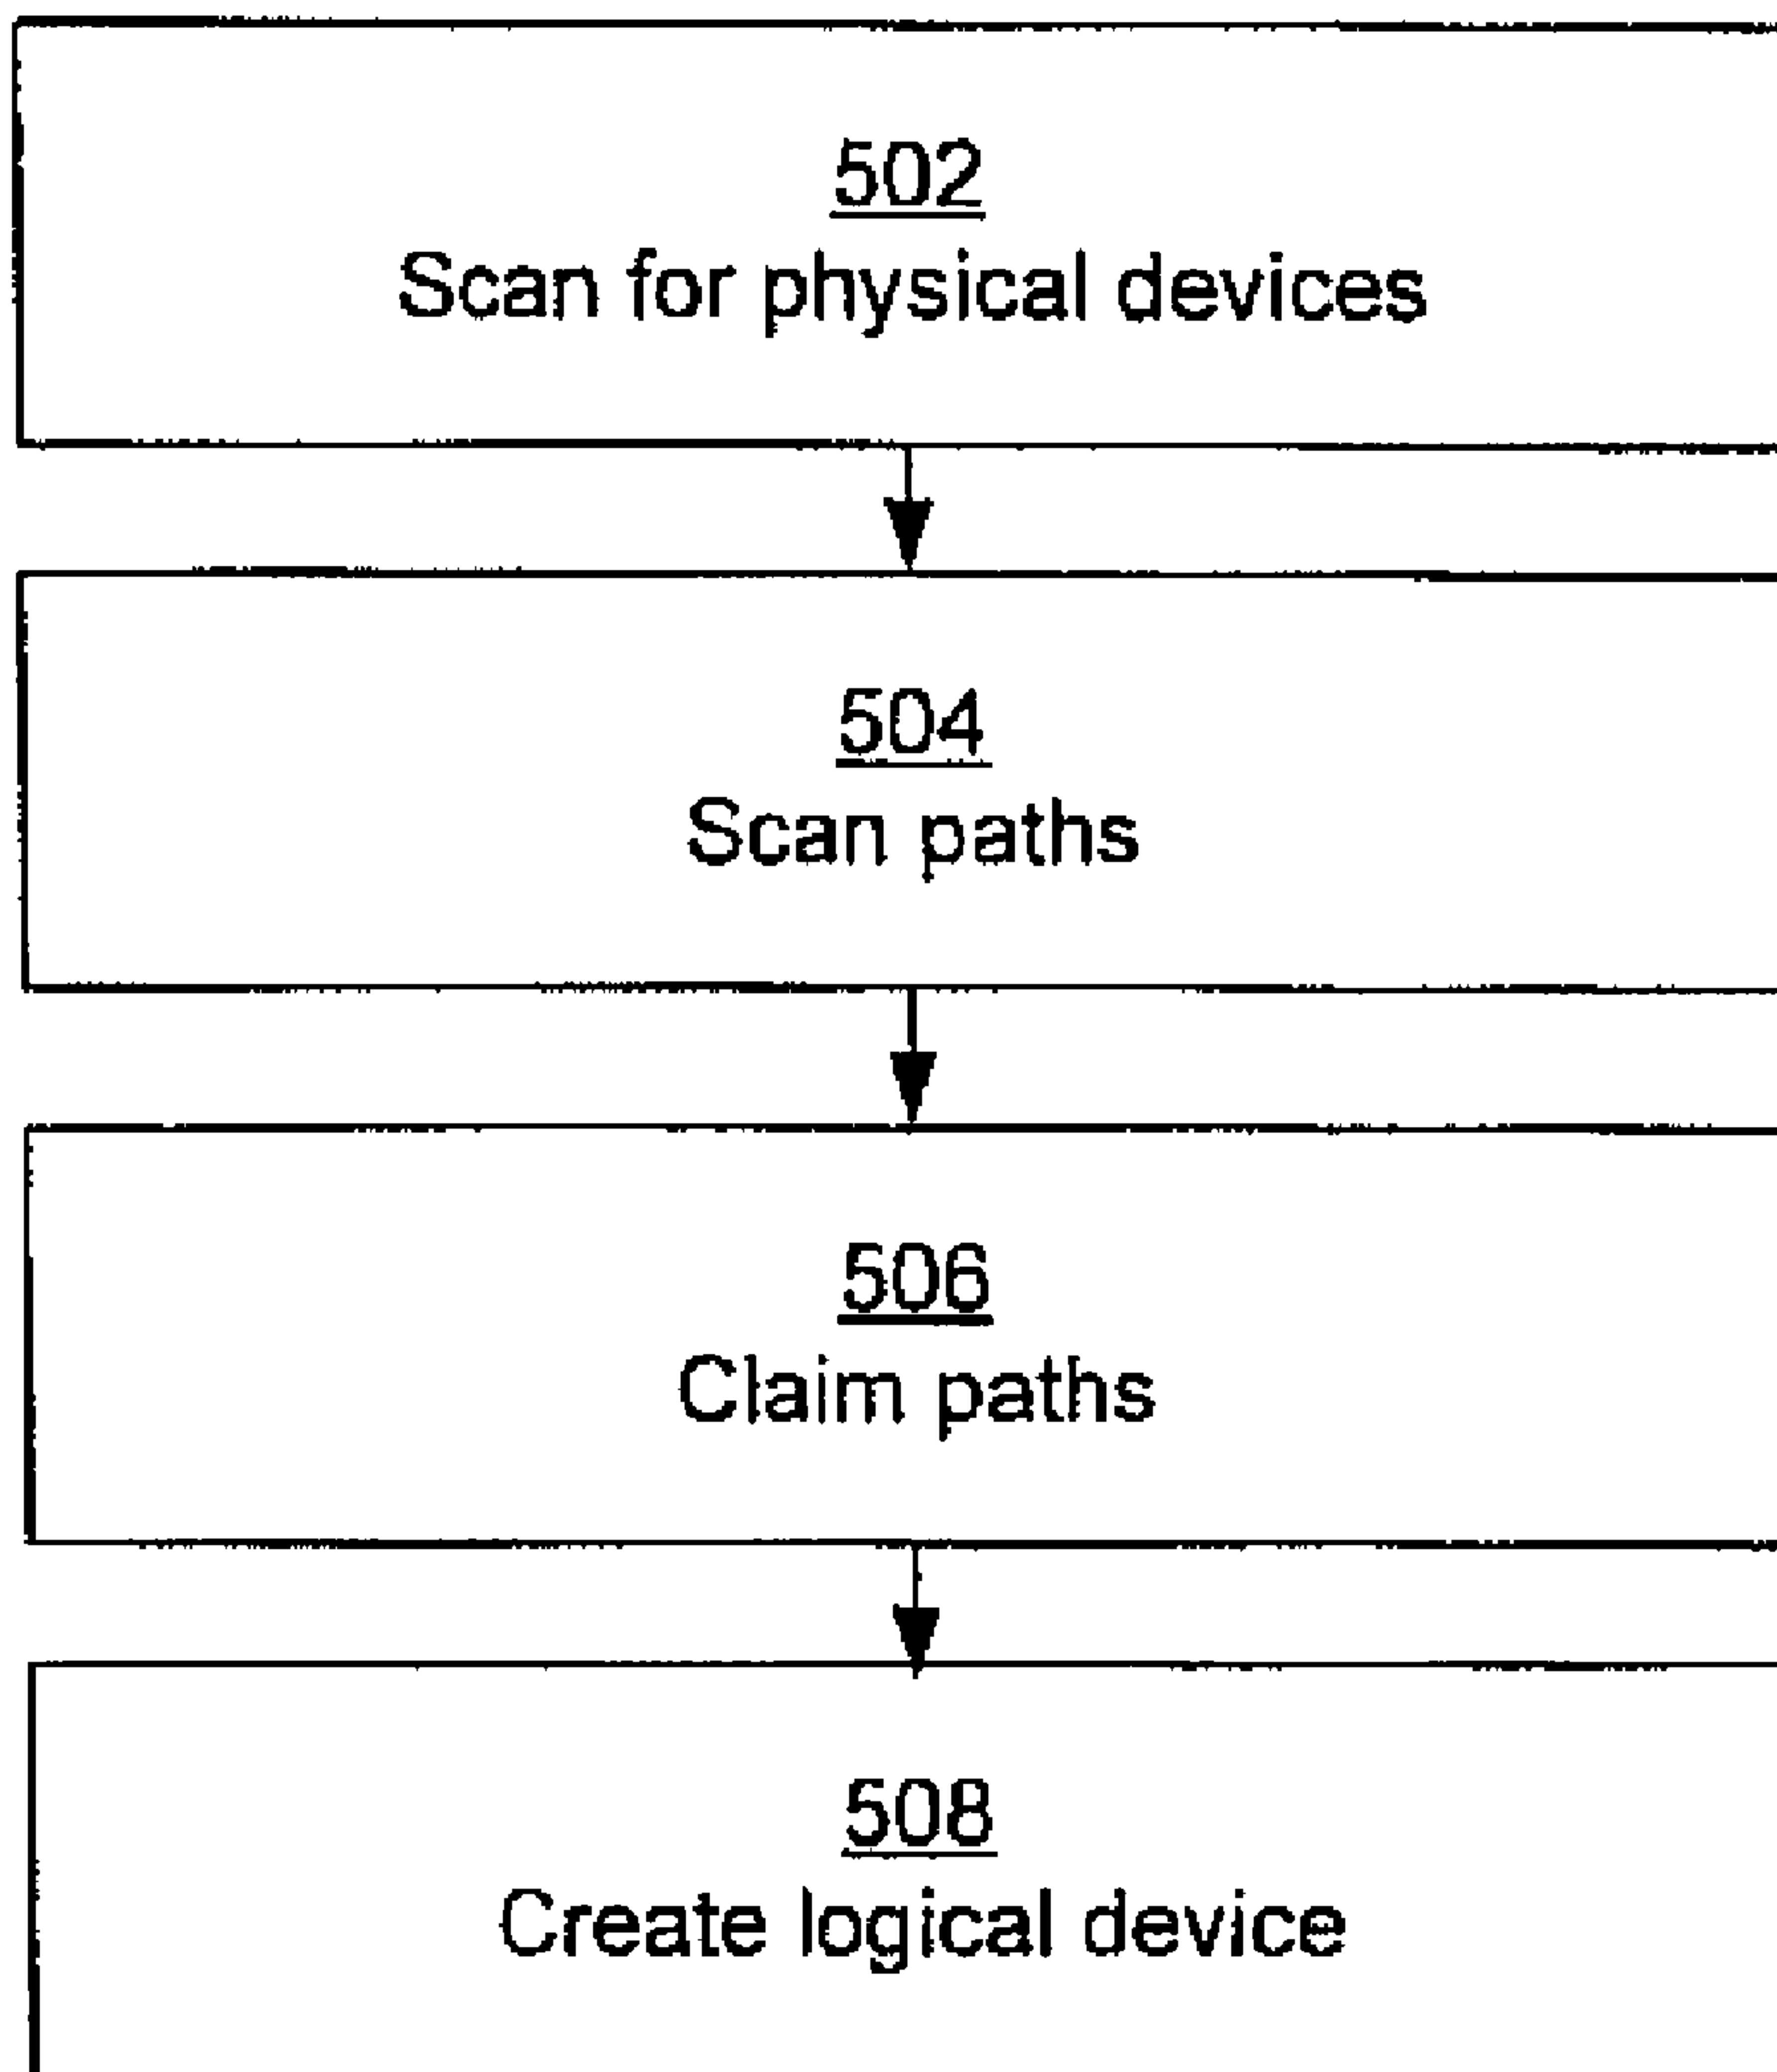 502
Scan for physical devices
504
Scan paths
506
Claim paths
508
Create logical device